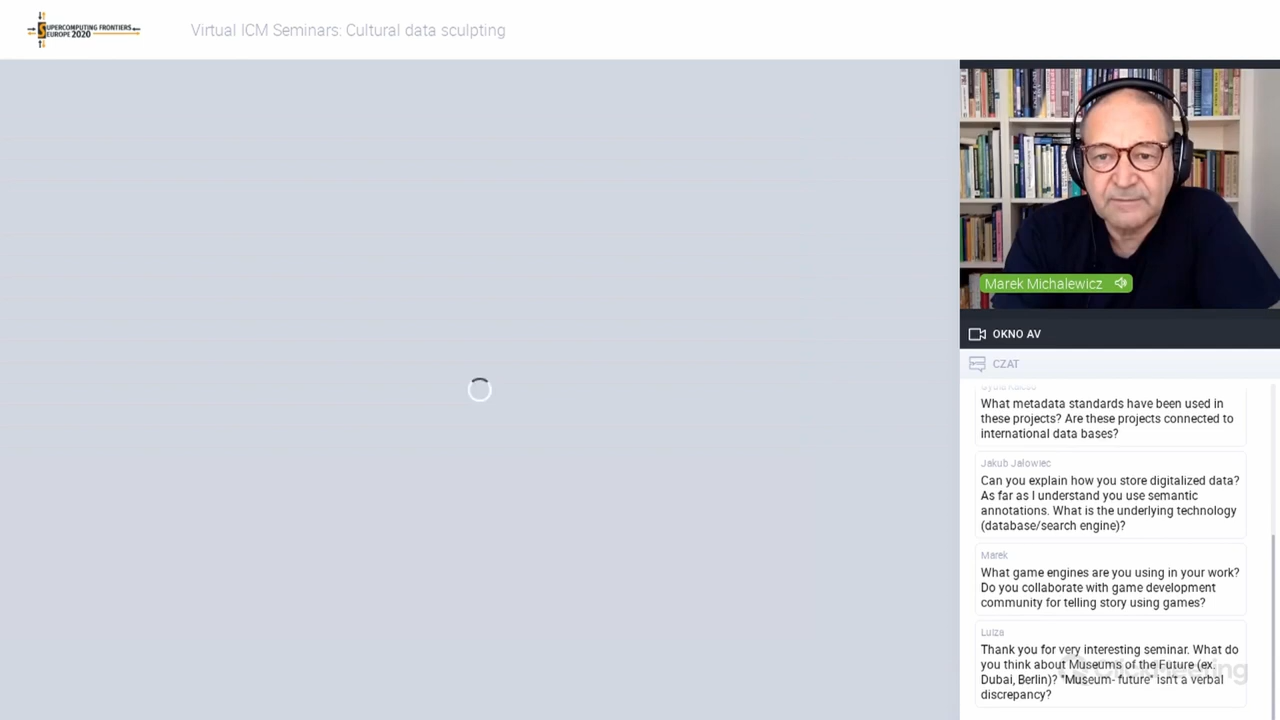 SUPERCOMPUTING FRONTIERS
EUROPE 2020
Virtual ICM Seminars: Cultural data sculpting
Marek Michalewicz
OKNO AV
CZAT
What metadata standards have been used in
these projects? Are these projects connected to
international data bases?
Jakub Jałowiec
Can you explain how you store digitalized data?
As far as I understand you use semantic
annotations. What is the underlying technology
(database/search engine)?
Marek
What game engines are you using in your work?
Do you collaborate with game development
community for telling story using games?
Luiza
Thank you for very interesting seminar. What do
you think about Museums of the Future (ex.
Dubai, Berlin)? "Museum- future" isnt a verbal
discrepancy?
ClickMeeting